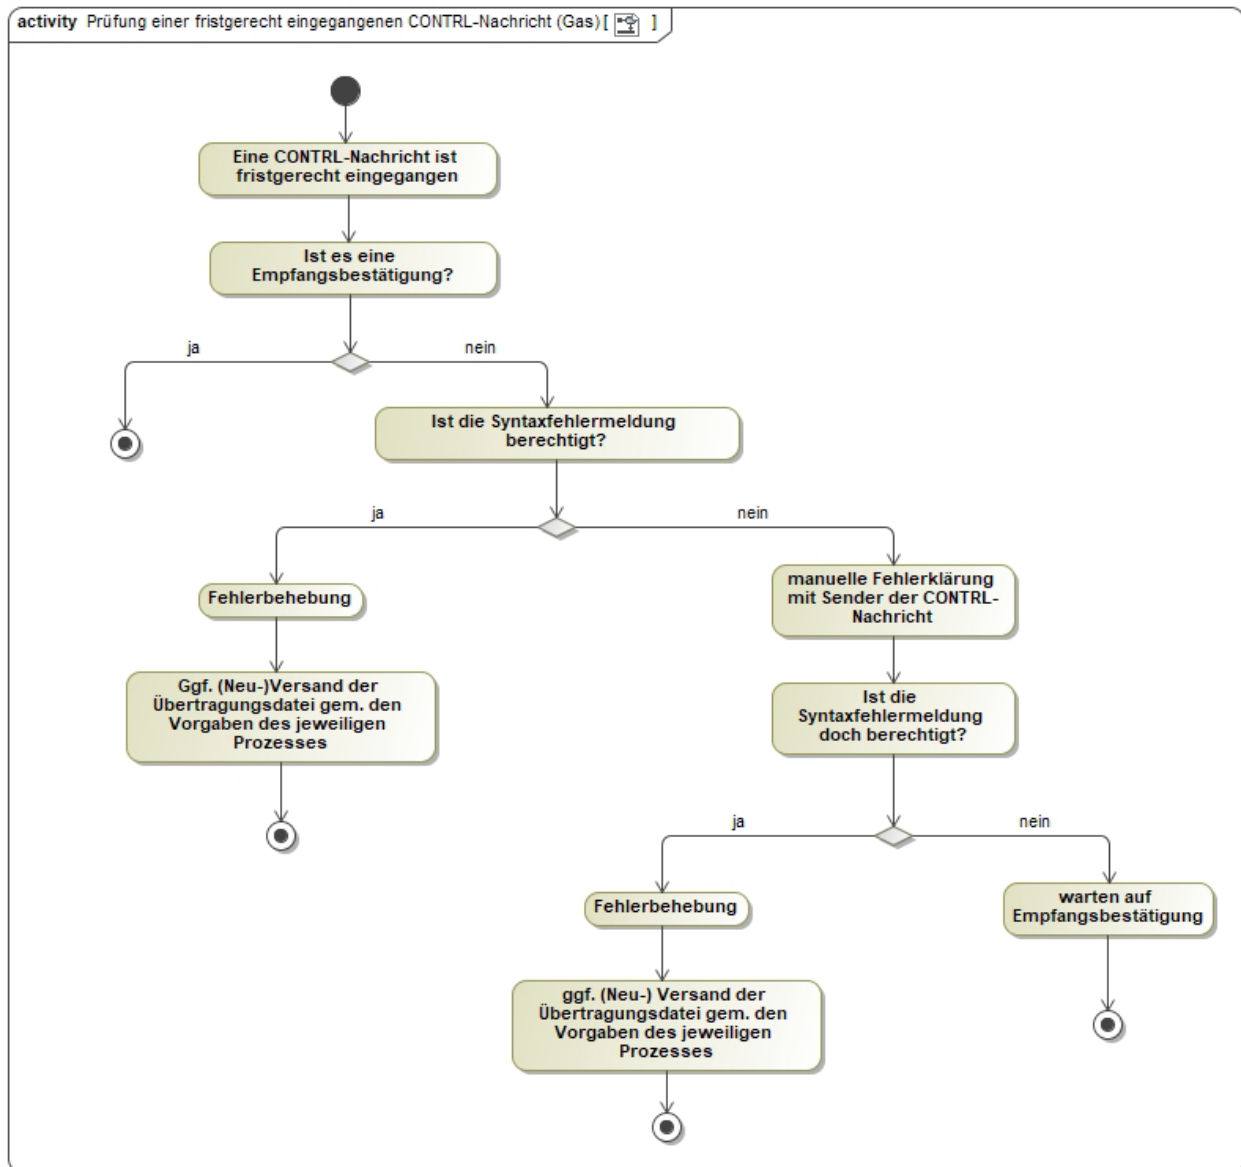 activity Prüfung einer fristgerecht eingegangenen CONTRL-Nachricht (Gas) [ ]
Eine CONTRL-Nachricht ist
fristgerecht eingegangen
Ist es eine
Empfangsbestätigung?
ja
nein
Ist die Syntaxfehlermeldung
berechtigt?
ja
nein
Fehlerbehebung
Ggf. (Neu-)Versand der
Übertragungsdatei gem. den
Vorgaben des jeweiligen
Prozesses
manuelle Fehlerklärung
mit Sender der CONTRL-
Nachricht
Ist die
Syntaxfehlermeldung
doch berechtigt?
ja
nein
Fehlerbehebung
ggf. (Neu-) Versand der
Übertragungsdatei gem. den
Vorgaben des jeweiligen
Prozesses
warten auf
Empfangsbestätigung